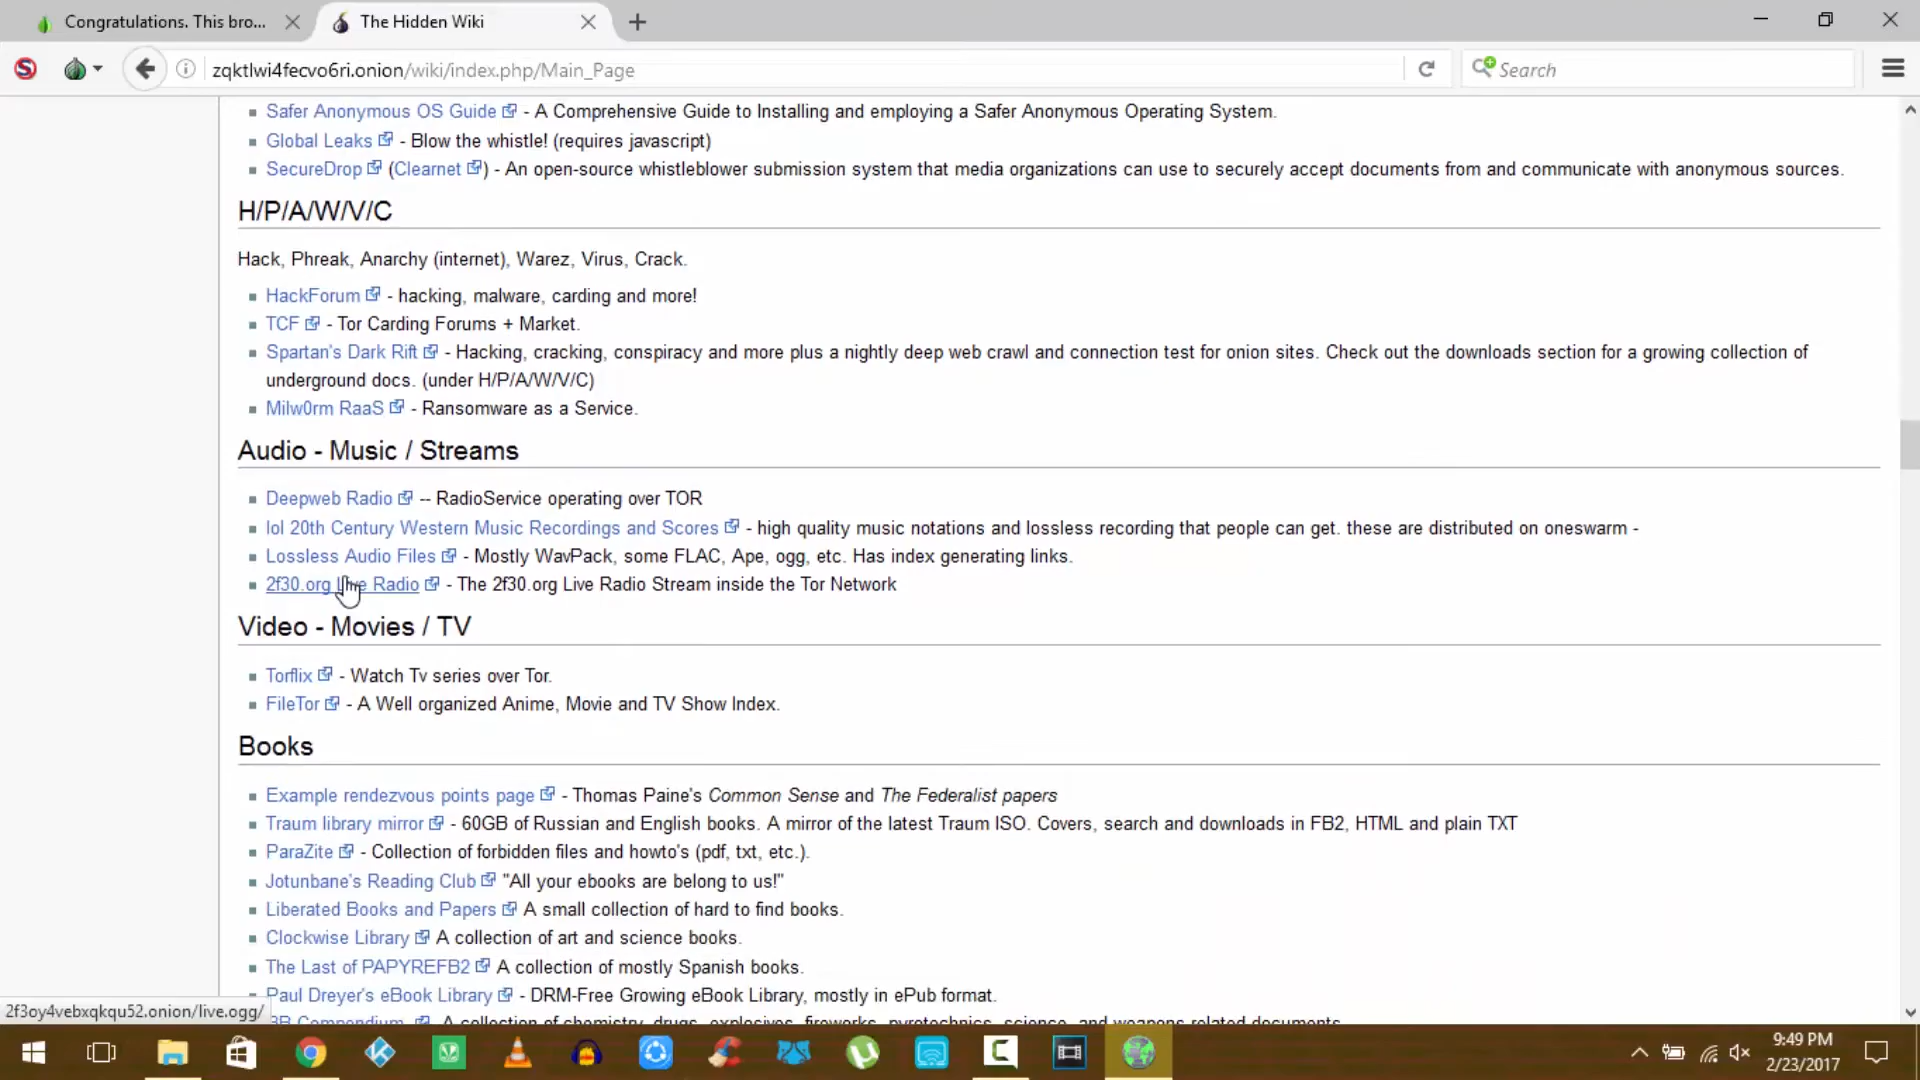 Congratulations. This bro...
The Hidden Wiki
zqktlwi4fecvo6ri.onion/wiki/index.php/Main_Page
Search
Safer Anonymous OS Guide - A Comprehensive Guide to Installing and employing a Safer Anonymous Operating System.
Global Leaks - Blow the whistle! (requires javascript)
SecureDrop (Clearnet) - An open-source whistleblower submission system that media organizations can use to securely accept documents from and communicate with anonymous sources.
H/P/A/W/V/C
Hack, Phreak, Anarchy (internet), Warez, Virus, Crack.
HackForum - hacking, malware, carding and more!
TCF - Tor Carding Forums + Market.
Spartan's Dark Rift - Hacking, cracking, conspiracy and more plus a nightly deep web crawl and connection test for onion sites. Check out the downloads section for a growing collection of
underground docs. (under H/P/A/W/V/C)
Milw0rm RaaS - Ransomware as a Service.
Audio - Music / Streams
Deepweb Radio -- RadioService operating over TOR
lol 20th Century Western Music Recordings and Scores - high quality music notations and lossless recording that people can get. these are distributed on oneswarm -
Lossless Audio Files - Mostly WavPack, some FLAC, Ape, ogg, etc. Has index generating links.
2f30.org Live Radio - The 2f30.org Live Radio Stream inside the Tor Network
Video - Movies / TV
Torflix - Watch Tv series over Tor.
FileTor - A Well organized Anime, Movie and TV Show Index.
Books
Example rendezvous points page - Thomas Paine's Common Sense and The Federalist papers
Traum library mirror - 60GB of Russian and English books. A mirror of the latest Traum ISO. Covers, search and downloads in FB2, HTML and plain TXT
ParaZite - Collection of forbidden files and howto's (pdf, txt, etc.).
Jotunbane's Reading Club "All your ebooks are belong to us!"
Liberated Books and Papers A small collection of hard to find books.
Clockwise Library A collection of art and science books.
The Last of PAPYREFB2 A collection of mostly Spanish books.
Paul Dreyer's eBook Library - DRM-Free Growing eBook Library, mostly in ePub format.
Compendium A collection of chemistry, drugs, explosives, fireworks, pyrotechnics, science, and weapons related documents
2f3oy4vebxqkqu52.onion/live.ogg/
9:49 PM
2/23/2017